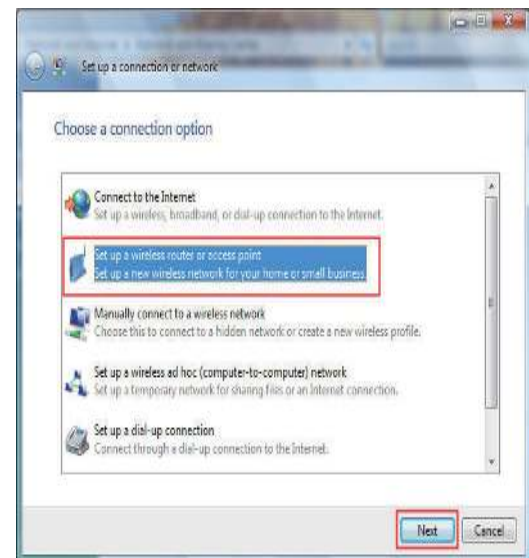 Set up a connection or network
Choose a connection option
Connect to the Internet
Set up a wireless, broadband, or dial-up connection to the Internet.
Set up a wireless router or access point
Set up a new wireless network for your home or small business.
Manually connect to a wireless network
Choose this to connect to a hidden network or create a new wireless profile.
Set up a wireless ad hoc (computer-to-computer) network
Set up a temporary network for sharing files or an Internet connection.
Set up a dial-up connection
Connect through a dial-up connection to the Internet.
Next
Cancel